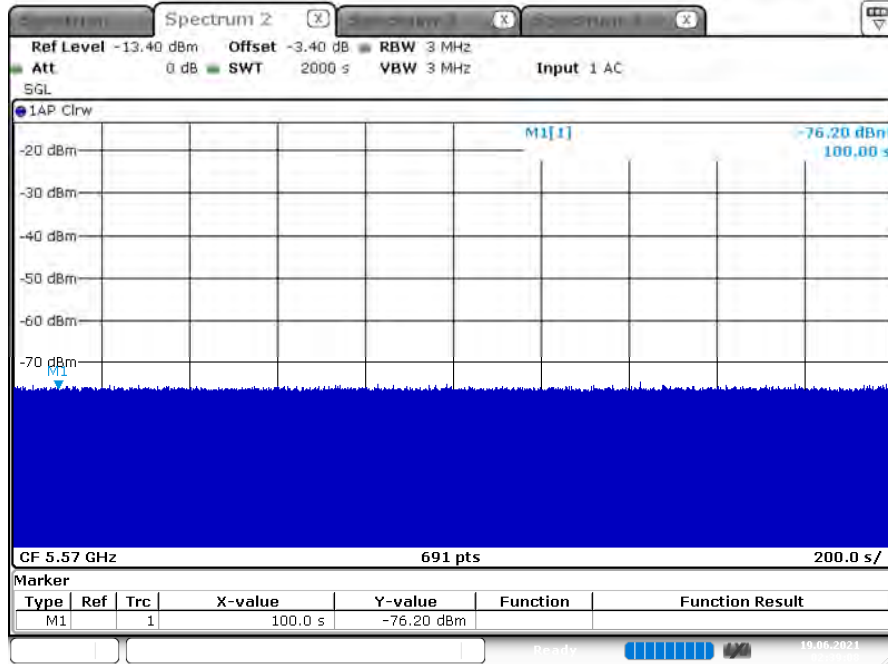 Spectrum 2 X X X
Ref Level -13.40 dBm Offset -3.40 dB RBW 3 MHz
Att 0 dB SWT 2000 s VBW 3 MHz Input 1 AC
SGL
1AP Clrw
M1[1] -76.20 dBm
100.00 s
-20 dBm
-30 dBm
-40 dBm
-50 dBm
-60 dBm
-70 dBm
M1
CF 5.57 GHz 691 pts 200.0 s/
Marker
Type Ref Trc X-value Y-value Function Function Result
M1 1 100.0 s -76.20 dBm
Ready 19.06.2021